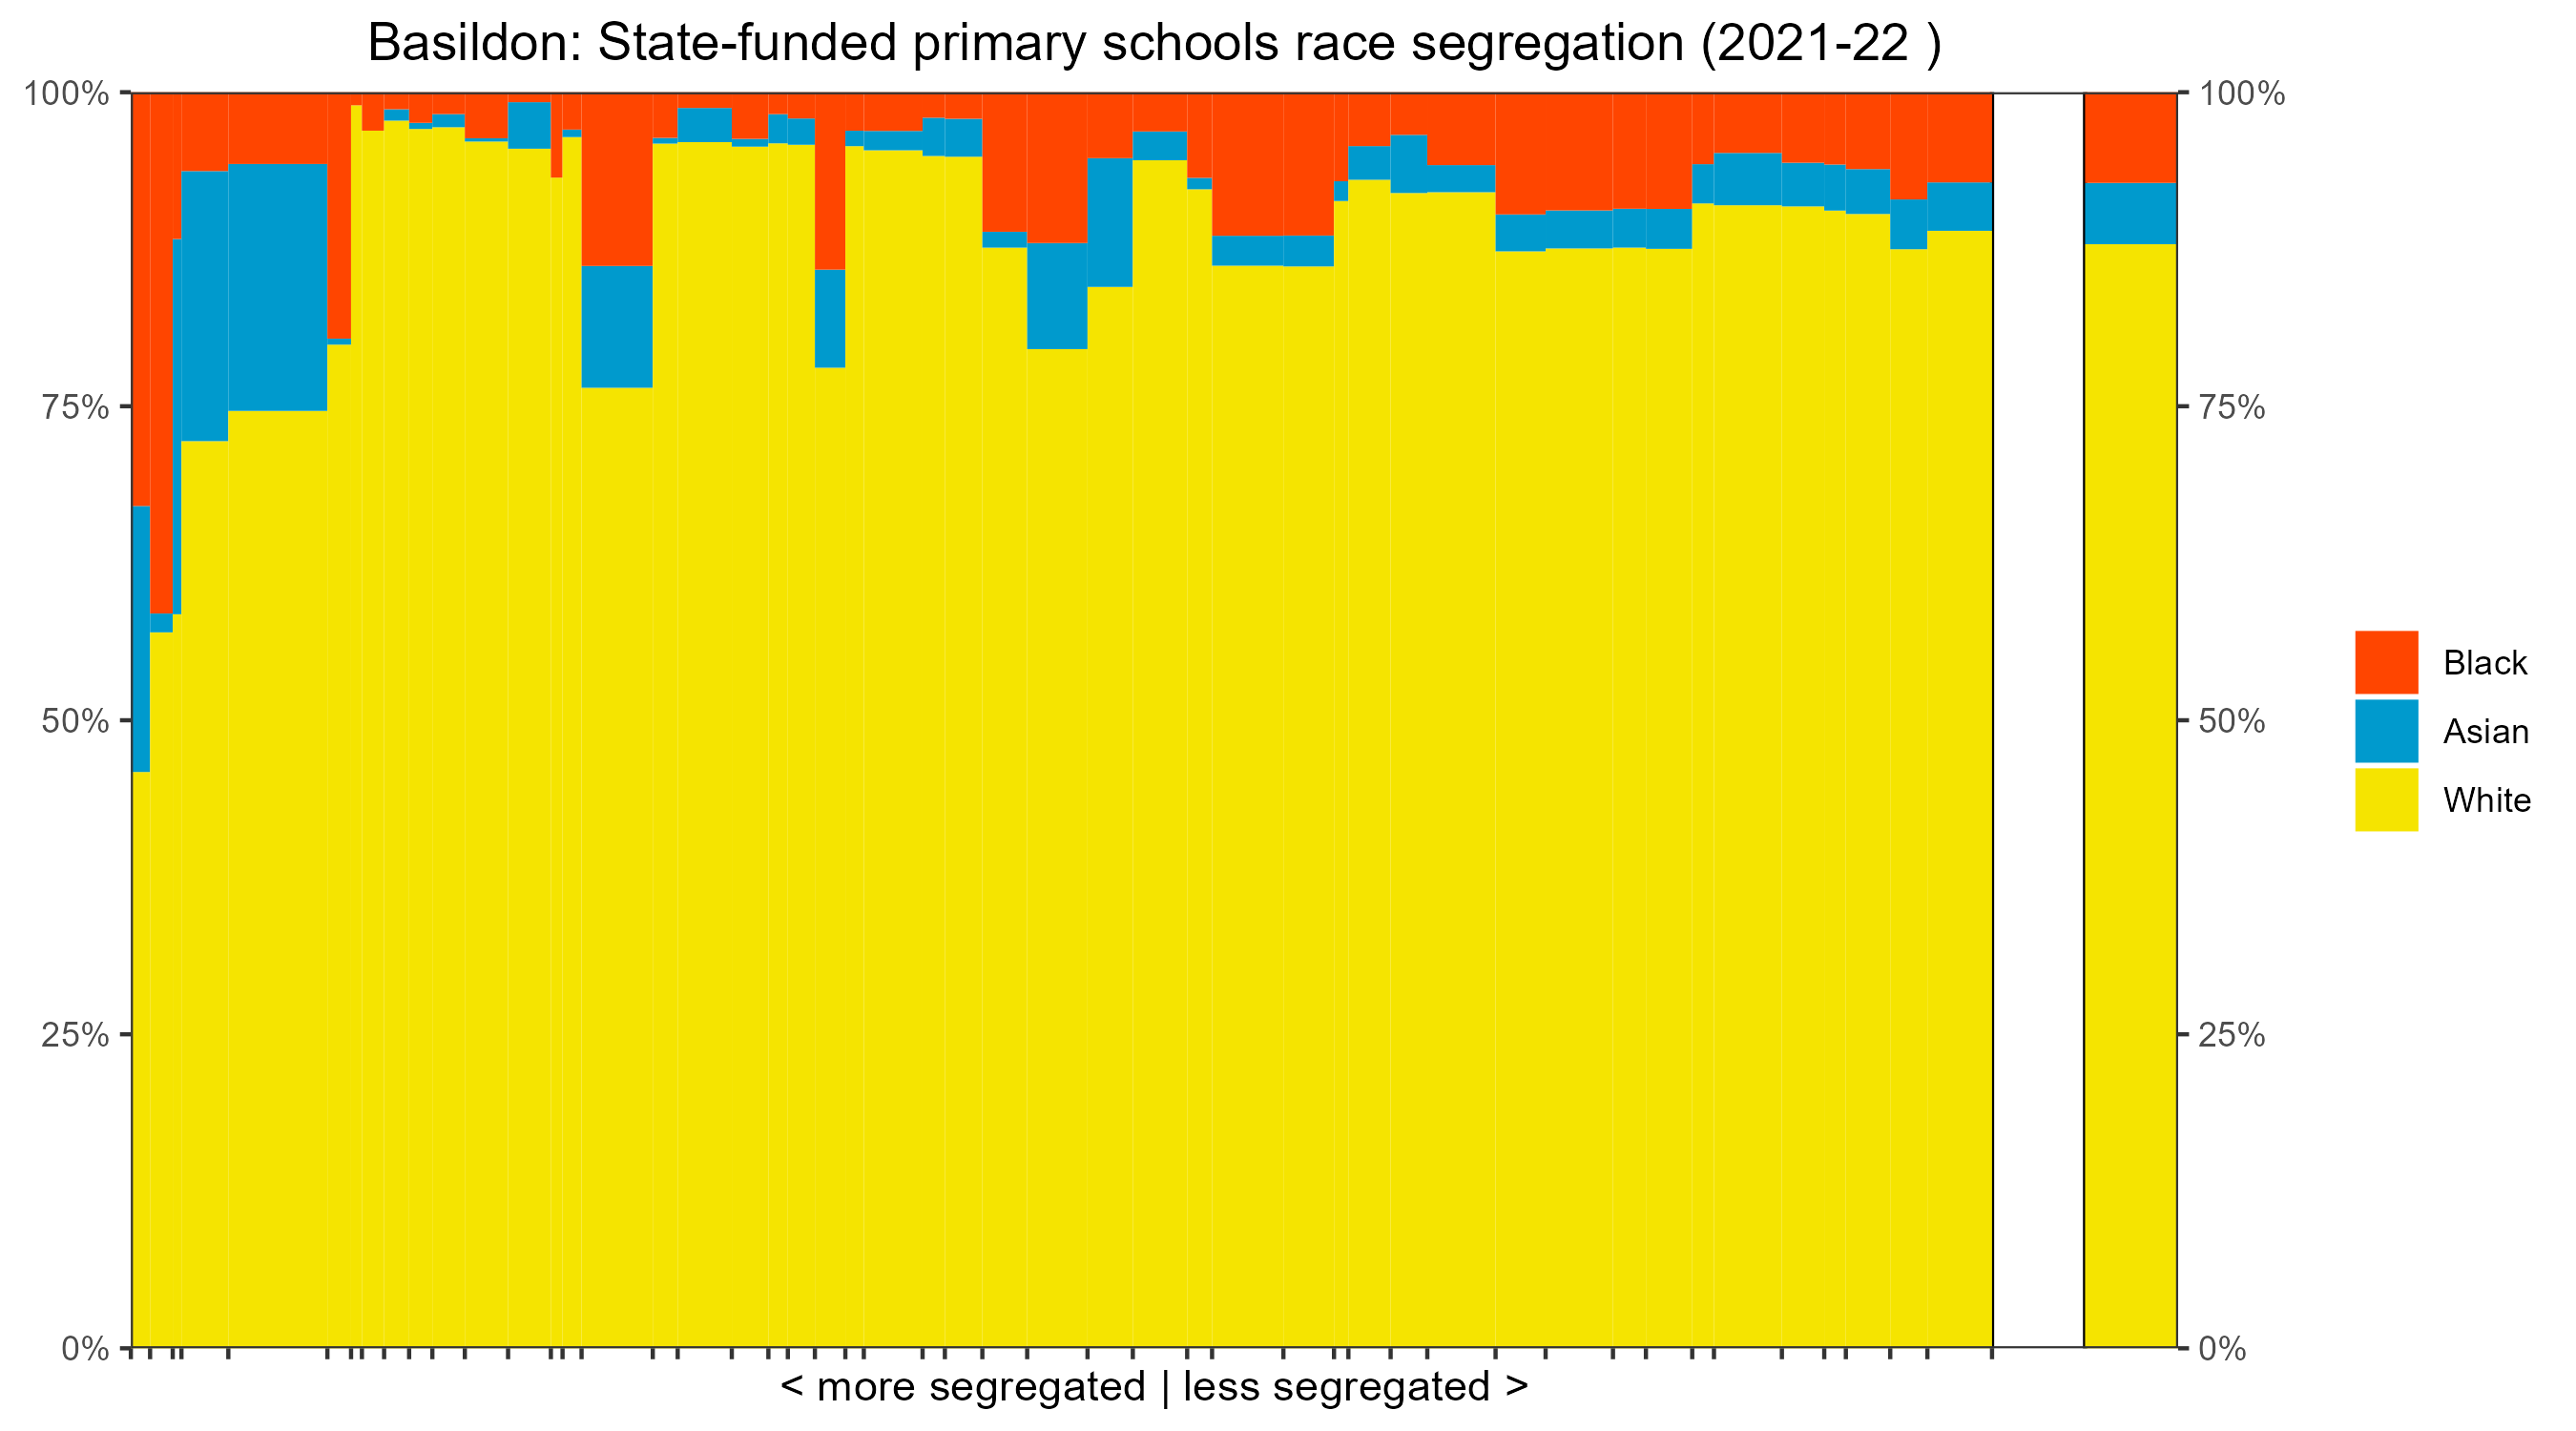 Basildon: State-funded primary schools race segregation (2021-22 )
100%
75%
50%
25%
0%
100%
75%
50%
25%
0%
Black
Asian
White
< more segregated | less segregated >